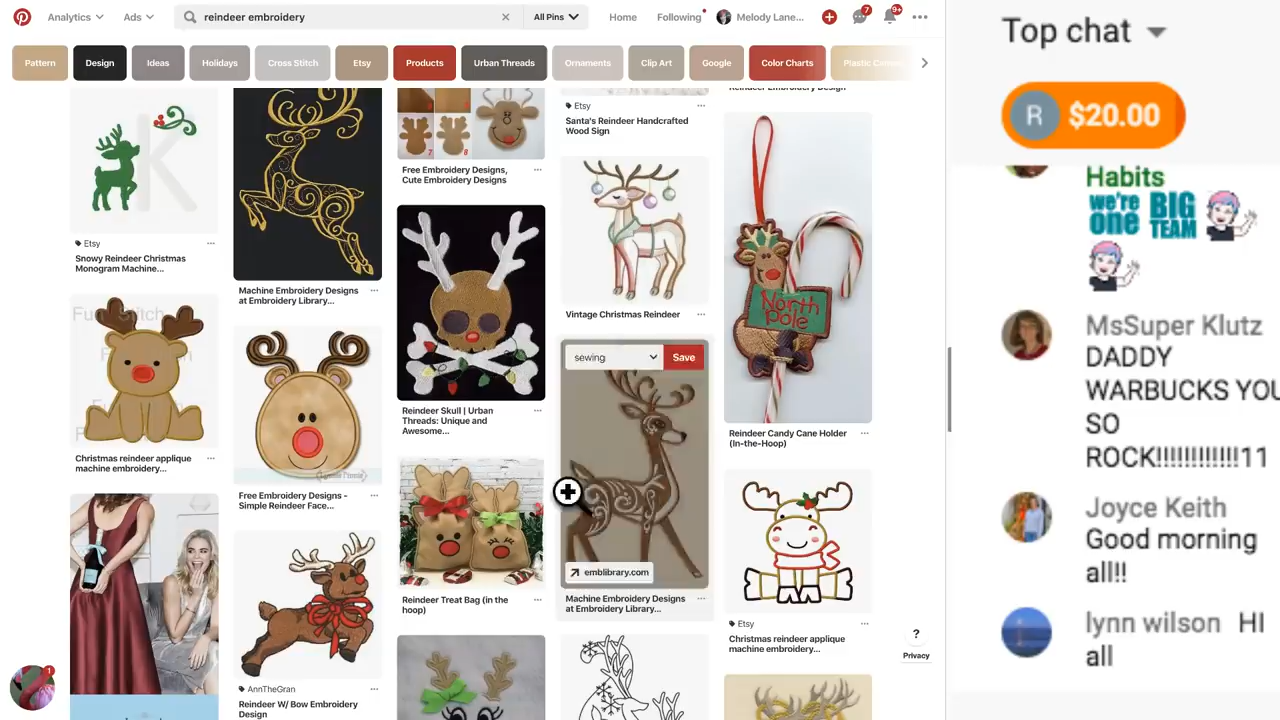 Analytics
Ads
reindeer embroidery
All Pins
Home
Following
Melody Lane...
7
9+
Pattern
Design
Ideas
Holidays
Cross Stitch
Etsy
Products
Urban Threads
Ornaments
Clip Art
Google
Color Charts
K
Etsy
Snowy Reindeer Christmas
Monogram Machine...
Christmas reindeer applique
machine embroidery...
Machine Embroidery Designs
at Embroidery Library...
Free Embroidery Designs -
Simple Reindeer Face...
AnnTheGran
Reindeer W/ Bow Embroidery
Design
7
8
Free Embroidery Designs,
Cute Embroidery Designs
Reindeer Skull | Urban
Threads: Unique and
Awesome...
Reindeer Treat Bag (in the
hoop)
Etsy
Santa's Reindeer Handcrafted
Wood Sign
Vintage Christmas Reindeer
sewing
Save
emblibrary.com
Machine Embroidery Designs
at Embroidery Library...
Reindeer Embroidery Design
North
Pole
Reindeer Candy Cane Holder
(In-the-Hoop)
Etsy
Christmas reindeer applique
machine embroidery...
?
Privacy
1
Top chat
R
$20.00
Habits
we're
one
BIG
TEAM
MsSuper Klutz
DADDY
WARBUCKS YOU
SO
ROCK!!!!!!!!!!!!!11
Joyce Keith
Good morning
all!!
lynn wilson HI
all